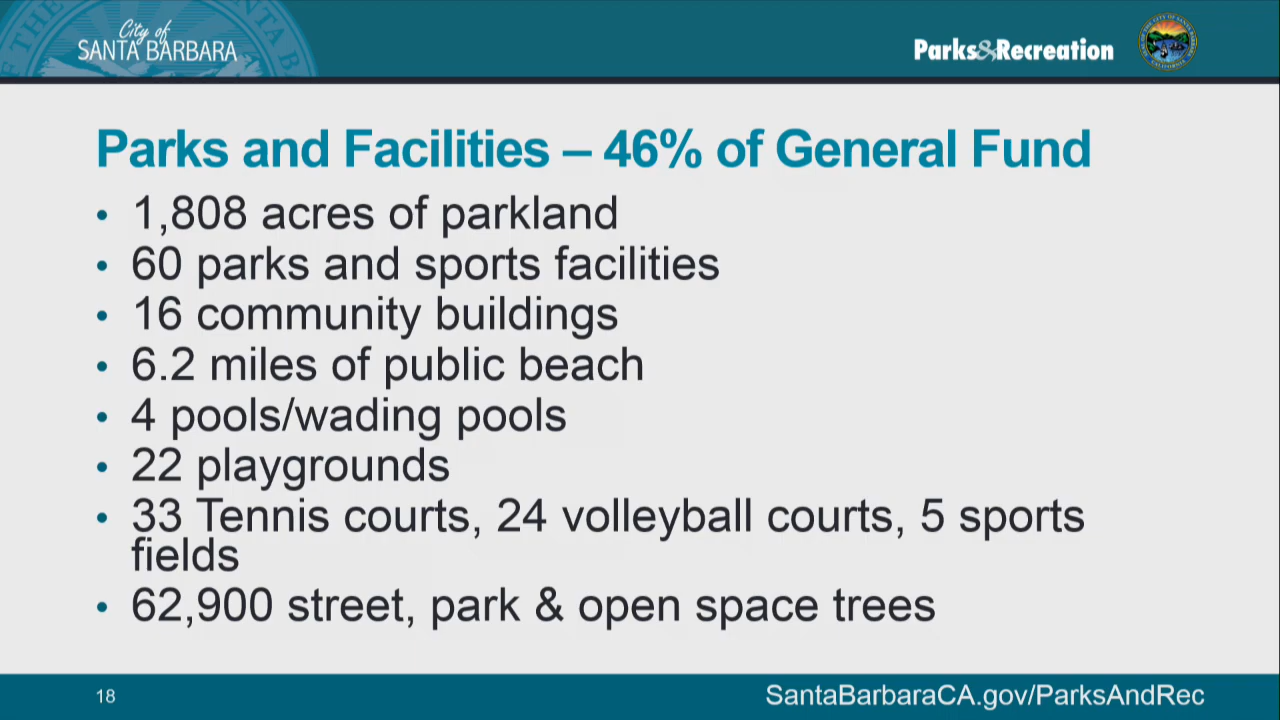 City of
SANTA BARBARA
Parks&Recreation
Parks and Facilities – 46% of General Fund
• 1,808 acres of parkland
• 60 parks and sports facilities
• 16 community buildings
• 6.2 miles of public beach
• 4 pools/wading pools
• 22 playgrounds
• 33 Tennis courts, 24 volleyball courts, 5 sports
fields
• 62,900 street, park & open space trees
18
SantaBarbaraCA.gov/ParksAndRec